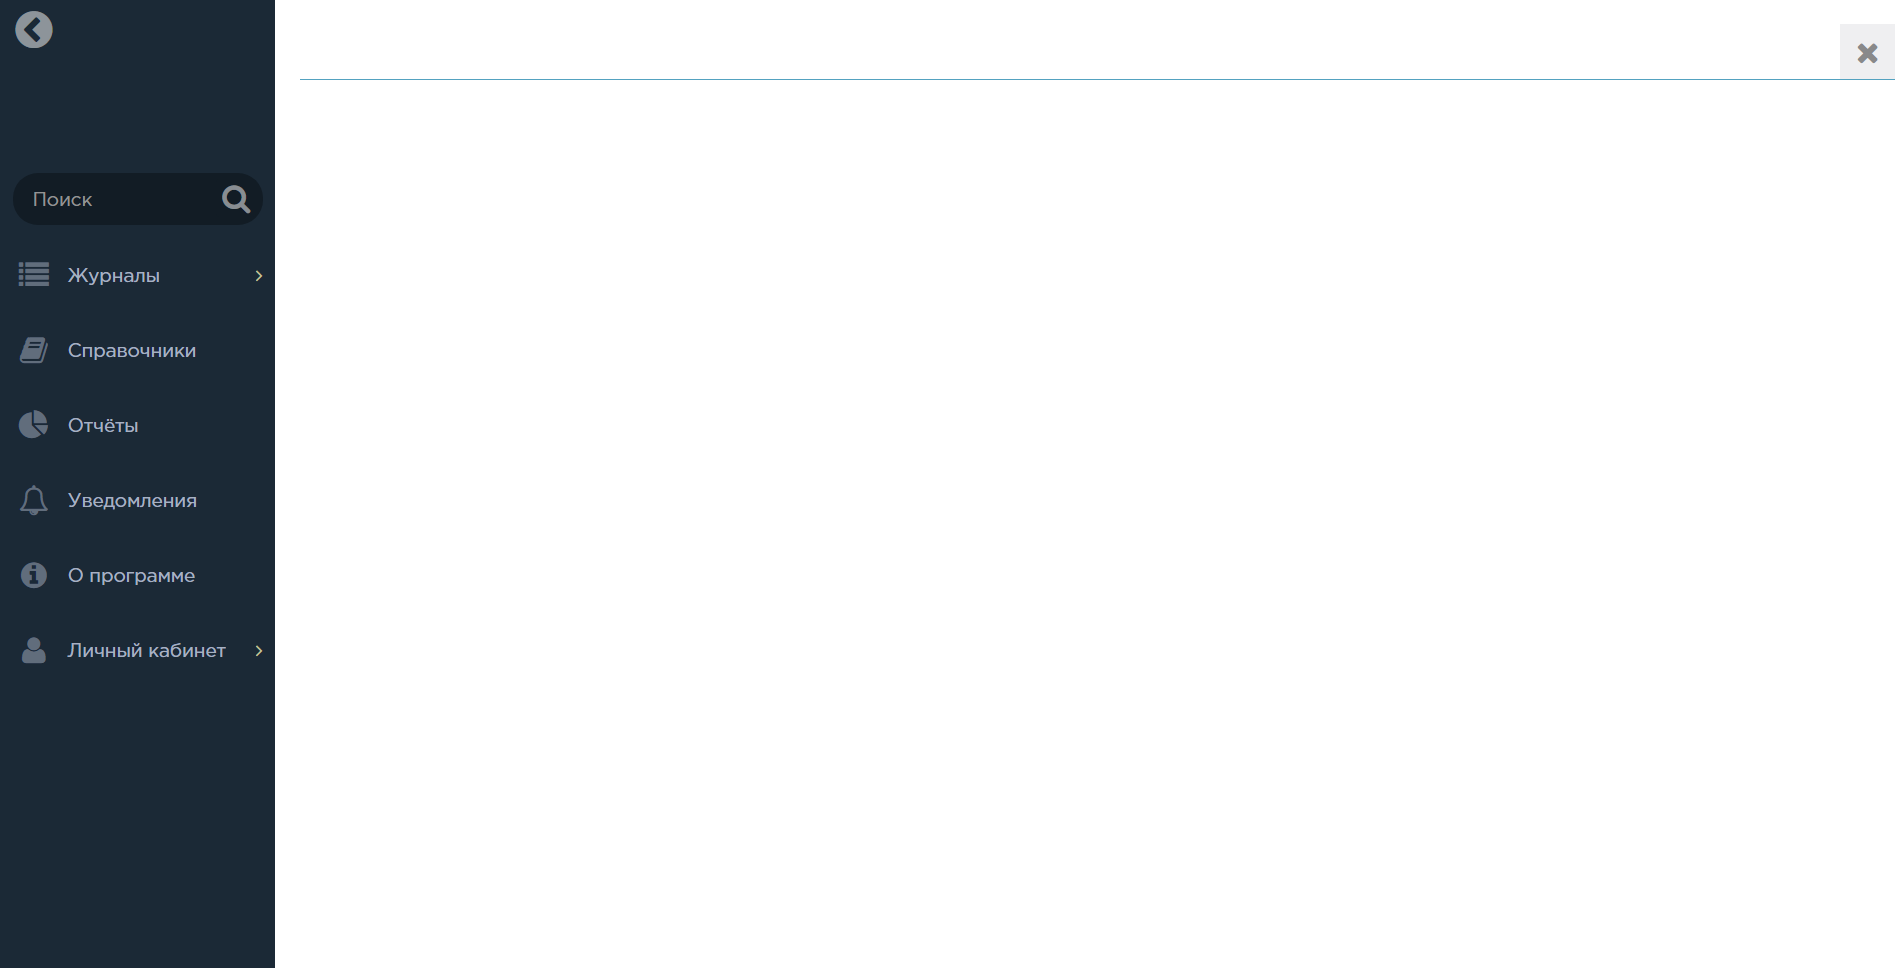 Поиск
Журналы
Справочники
Отчёты
Уведомления
О программе
Личный кабинет